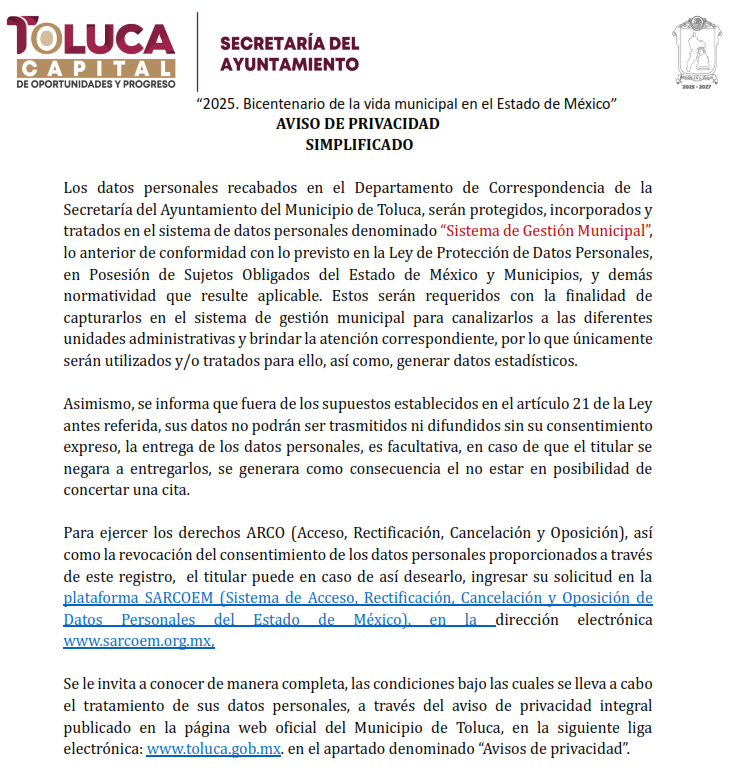 TOLUCA
CAPITAL
DE OPORTUNIDADES Y PROGRESO
SECRETARÍA DEL
AYUNTAMIENTO
2025 - 2027
“2025. Bicentenario de la vida municipal en el Estado de México”
AVISO DE PRIVACIDAD
SIMPLIFICADO
Los datos personales recabados en el Departamento de Correspondencia de la
Secretaría del Ayuntamiento del Municipio de Toluca, serán protegidos, incorporados y
tratados en el sistema de datos personales denominado “Sistema de Gestión Municipal”,
lo anterior de conformidad con lo previsto en la Ley de Protección de Datos Personales,
en Posesión de Sujetos Obligados del Estado de México y Municipios, y demás
normatividad que resulte aplicable. Estos serán requeridos con la finalidad de
capturarlos en el sistema de gestión municipal para canalizarlos a las diferentes
unidades administrativas y brindar la atención correspondiente, por lo que únicamente
serán utilizados y/o tratados para ello, así como, generar datos estadísticos.
Asimismo, se informa que fuera de los supuestos establecidos en el artículo 21 de la Ley
antes referida, sus datos no podrán ser trasmitidos ni difundidos sin su consentimiento
expreso, la entrega de los datos personales, es facultativa, en caso de que el titular se
negara a entregarlos, se generara como consecuencia el no estar en posibilidad de
concertar una cita.
Para ejercer los derechos ARCO (Acceso, Rectificación, Cancelación y Oposición), así
como la revocación del consentimiento de los datos personales proporcionados a través
de este registro, el titular puede en caso de así desearlo, ingresar su solicitud en la
plataforma SARCOEM (Sistema de Acceso, Rectificación, Cancelación y Oposición de
Datos Personales del Estado de México), en la dirección electrónica
www.sarcoem.org.mx,
Se le invita a conocer de manera completa, las condiciones bajo las cuales se lleva a cabo
el tratamiento de sus datos personales, a través del aviso de privacidad integral
publicado en la página web oficial del Municipio de Toluca, en la siguiente liga
electrónica: www.toluca.gob.mx. en el apartado denominado “Avisos de privacidad”.